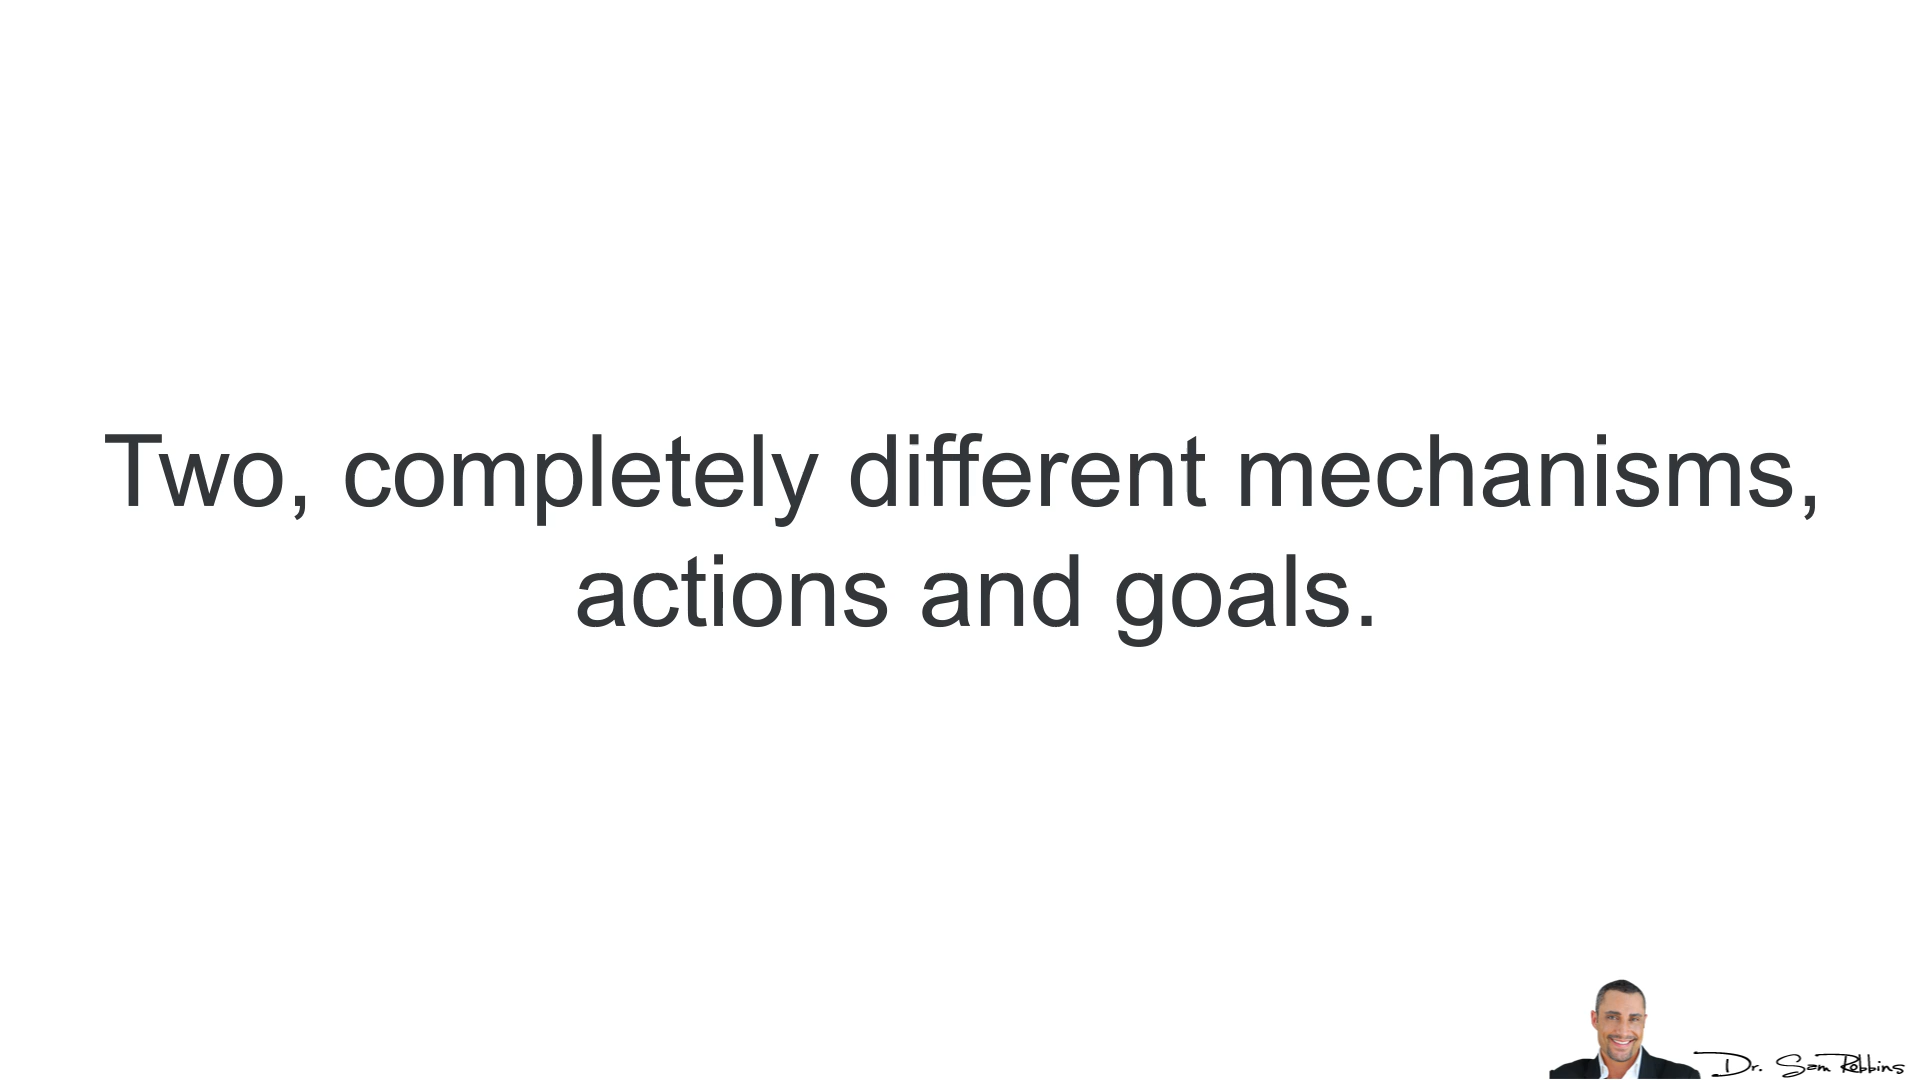 Two, completely different mechanisms,
actions and goals.
Dr. Sam Robbins